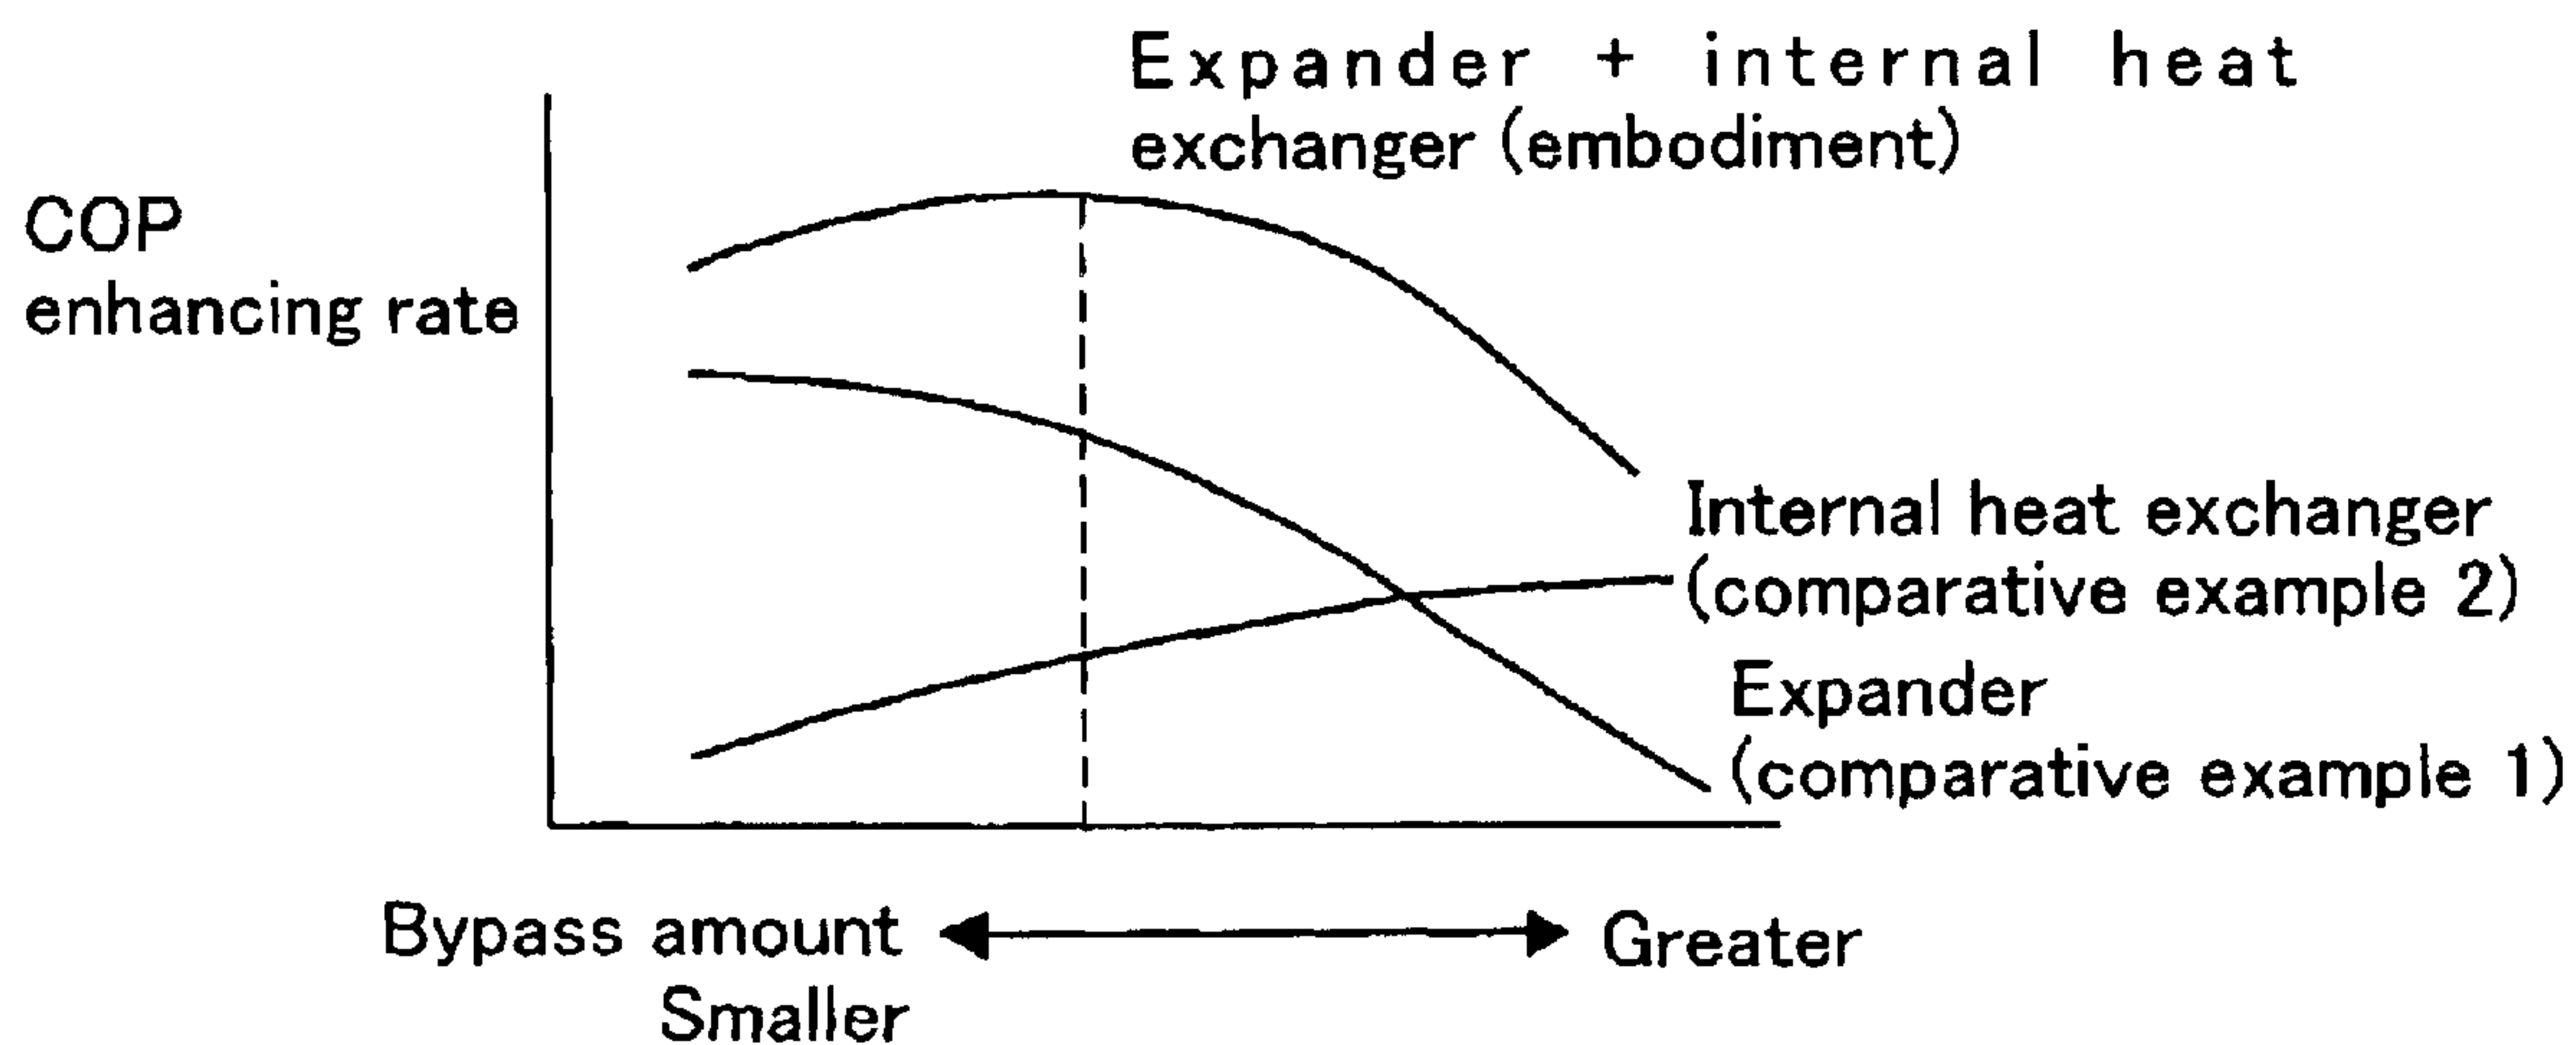 Expander + internal heat
exchanger (embodiment)
COP
enhancing rate
Internal heat exchanger
(comparative example 2)
Expander
(comparative example 1)
Bypass amount
Smaller
Greater